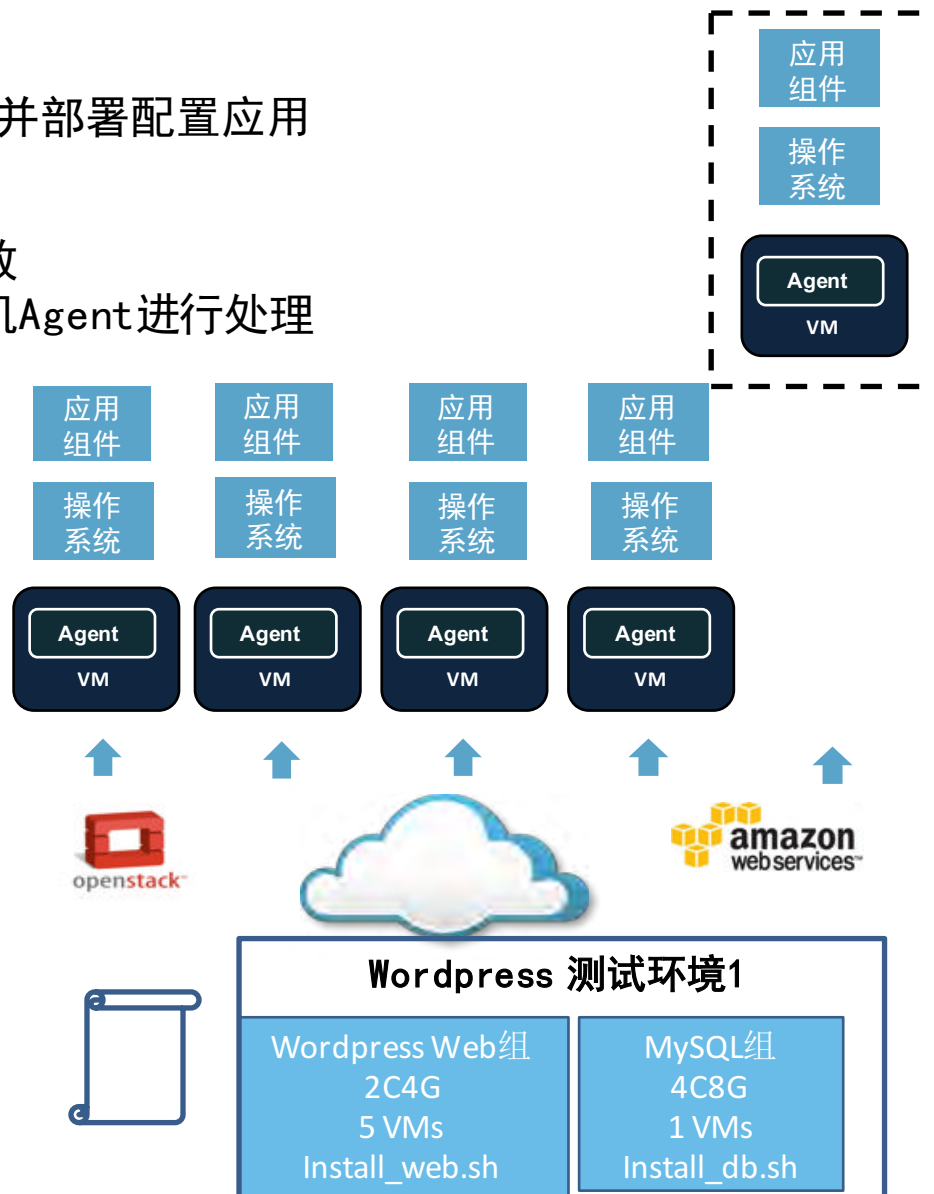 应用
组件
操作
系统
Agent
VM
并部署配置应用
Agent进行处理
应用
组件
操作
系统
Agent
VM
应用
组件
操作
系统
Agent
VM
应用
组件
操作
系统
Agent
VM
应用
组件
操作
系统
Agent
VM
openstack™
amazon
web services™
Wordpress 测试环境1
Wordpress Web组
2C4G
5 VMs
Install_web.sh
MySQL组
4C8G
1 VMs
Install_db.sh